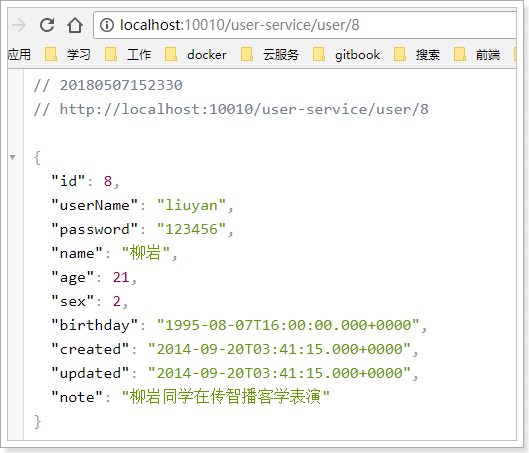 localhost:10010/user-service/user/8
应用 学习 工作 docker 云服务 gitbook 搜索 前端
// 20180507152330
// http://localhost:10010/user-service/user/8
{
"id": 8,
"userName": "liuyan",
"password": "123456",
"name": "柳岩",
"age": 21,
"sex": 2,
"birthday": "1995-08-07T16:00:00.000+0000",
"created": "2014-09-20T03:41:15.000+0000",
"updated": "2014-09-20T03:41:15.000+0000",
"note": "柳岩同学在传智播客学表演"
}